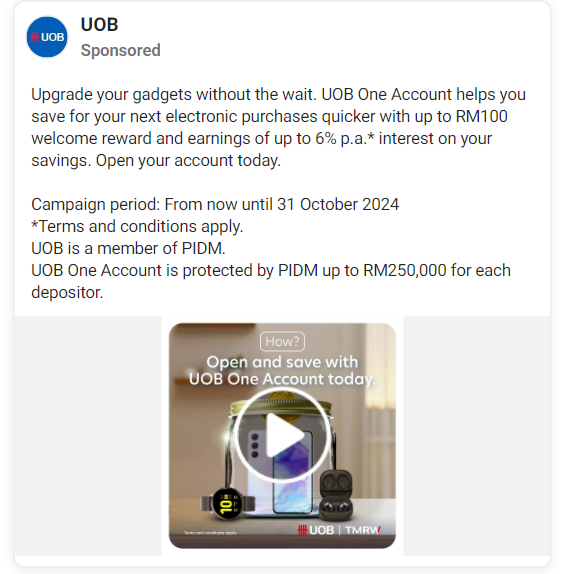 UOB
UOB
Sponsored
Upgrade your gadgets without the wait. UOB One Account helps you
save for your next electronic purchases quicker with up to RM100
welcome reward and earnings of up to 6% p.a.* interest on your
savings. Open your account today.
Campaign period: From now until 31 October 2024
*Terms and conditions apply.
UOB is a member of PIDM.
UOB One Account is protected by PIDM up to RM250,000 for each
depositor.
How?
Open and save with
UOB One Account today.
10
Terms and conditions apply
UOB | TMRW